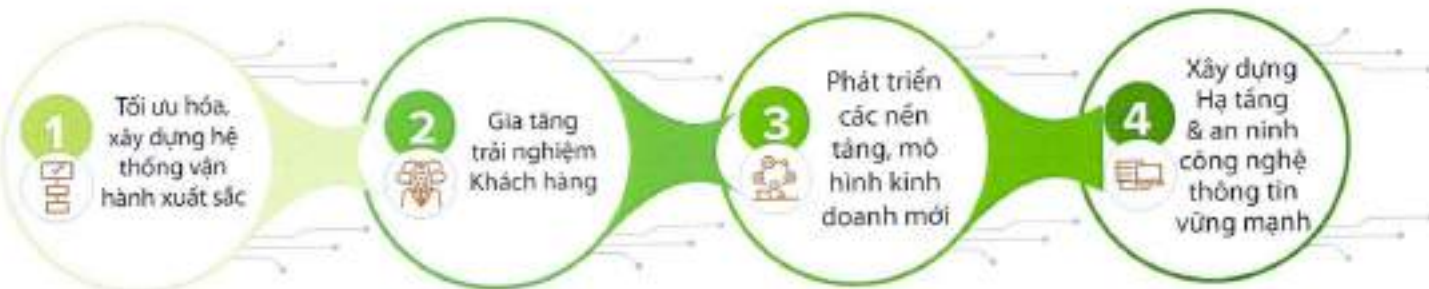 1
Tối ưu hóa,
xây dựng hệ
thống vận
hành xuất sắc
2
Gia tăng
trải nghiệm
Khách hàng
3
Phát triển
các nền
tảng, mô
hình kinh
doanh mới
4
Xây dựng
Hạ tầng
& an ninh
công nghệ
thông tin
vững mạnh